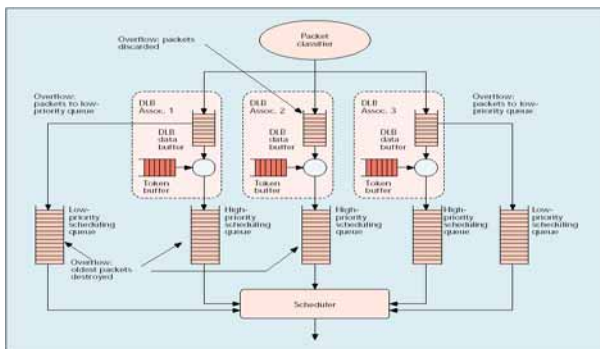 Packet
classifier
Overflow: packets
discarded
Overflow:
packets to low-
priority queue
Overflow:
packets to low-
priority queue
DLB
Assoc. 1
DLB
data
buffer
Token
buffer
DLB
Assoc. 2
DLB
data
buffer
Token
buffer
DLB
Assoc. 3
DLB
data
buffer
Token
buffer
Low-
priority
scheduling
queue
High-
priority
scheduling
queue
High-
priority
scheduling
queue
High-
priority
scheduling
queue
Low-
priority
scheduling
queue
Overflow:
oldest packets
destroyed
Scheduler